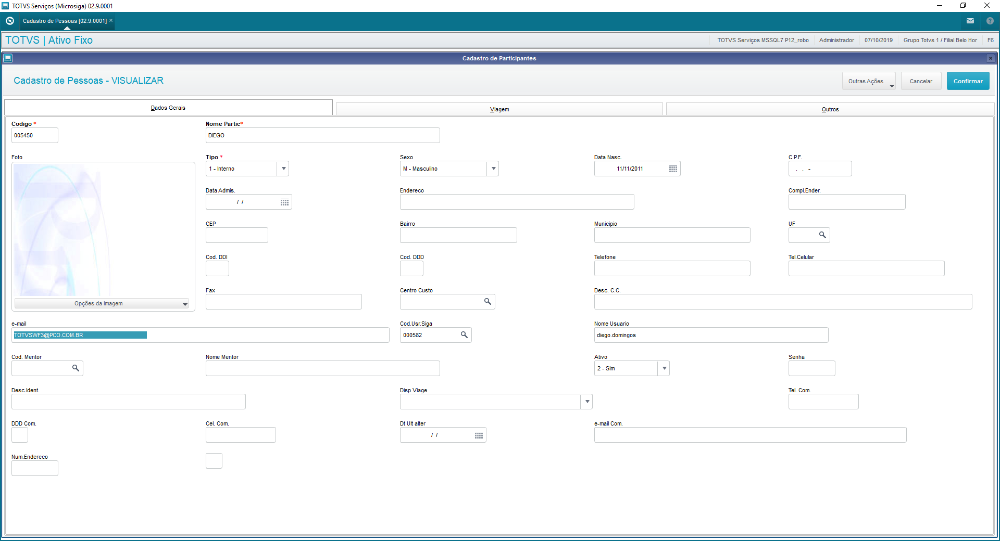 TOTVS Serviços (Microsiga) 02.9.0001
Cadastro de Pessoas [02.9.0001]
TOTVS | Ativo Fixo
TOTVS Serviços MSSQL7 P12_robo
Administrador
07/10/2019
Grupo Totvs 1 / Filial Belo Hor
F6
Cadastro de Participantes
Cadastro de Pessoas - VISUALIZAR
Outras Ações
Cancelar
Confirmar
Dados Gerais
Viagem
Outros
Codigo *
Nome Partic*
005450
DIEGO
Foto
Tipo *
Sexo
Data Nasc.
C.P.F.
1 - Interno
M - Masculino
11/11/2011
. . -
Data Admis.
Endereco
Compl.Ender.
/ /
CEP
Bairro
Municipio
UF
Cod. DDI
Cod. DDD
Telefone
Tel.Celular
Fax
Centro Custo
Desc. C.C.
Opções da imagem
e-mail
Cod.Usr.Siga
Nome Usuario
TOTVSWF3@PCO.COM.BR
000582
diego.domingos
Cod. Mentor
Nome Mentor
Ativo
Senha
2 - Sim
Desc.Ident.
Disp Viage
Tel. Com.
DDD Com.
Cel. Com.
Dt Ult alter
e-mail Com.
/ /
Num.Endereco